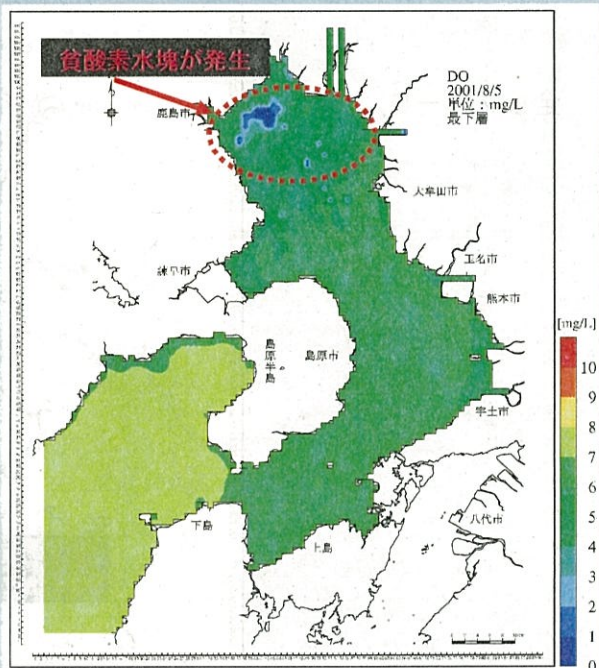 貧酸素水塊が発生
DO
2001/8/5
単位：mg/L
最下層
鹿島市
大牟田市
玉名市
諫早市
熊本市
[mg/L]
島原半島
島原市
10
9
8
宇土市
7
6
5
八代市
下島
上島
4
3
2
1
0